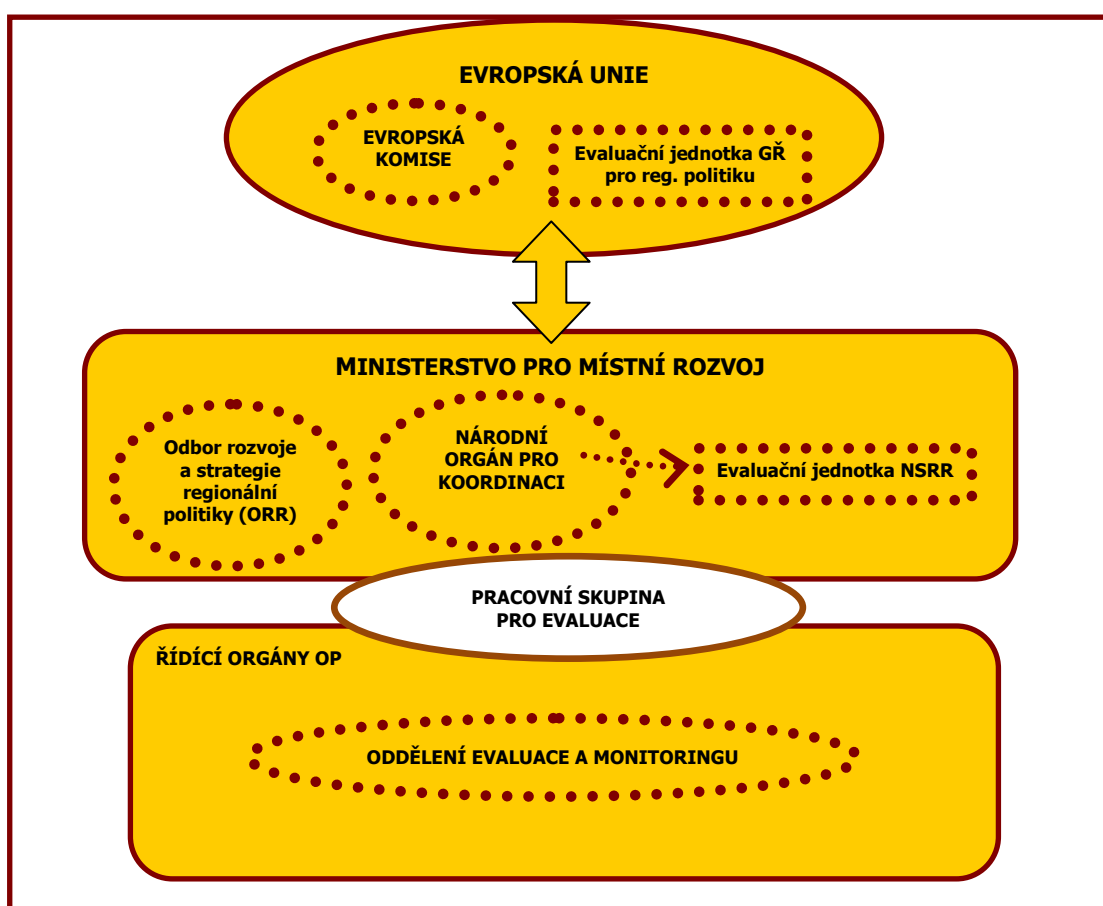 EVROPSKÁ UNIE
EVROPSKÁ
KOMISE
Evaluační jednotka GŘ
pro reg. politiku
MINISTERSTVO PRO MÍSTNÍ ROZVOJ
Odbor rozvoje
a strategie
regionální
politiky (ORR)
NÁRODNÍ
ORGÁN PRO
KOORDINACI
Evaluační jednotka NSRR
PRACOVNÍ SKUPINA
PRO EVALUACE
ŘÍDÍCÍ ORGÁNY OP
ODDĚLENÍ EVALUACE A MONITORINGU